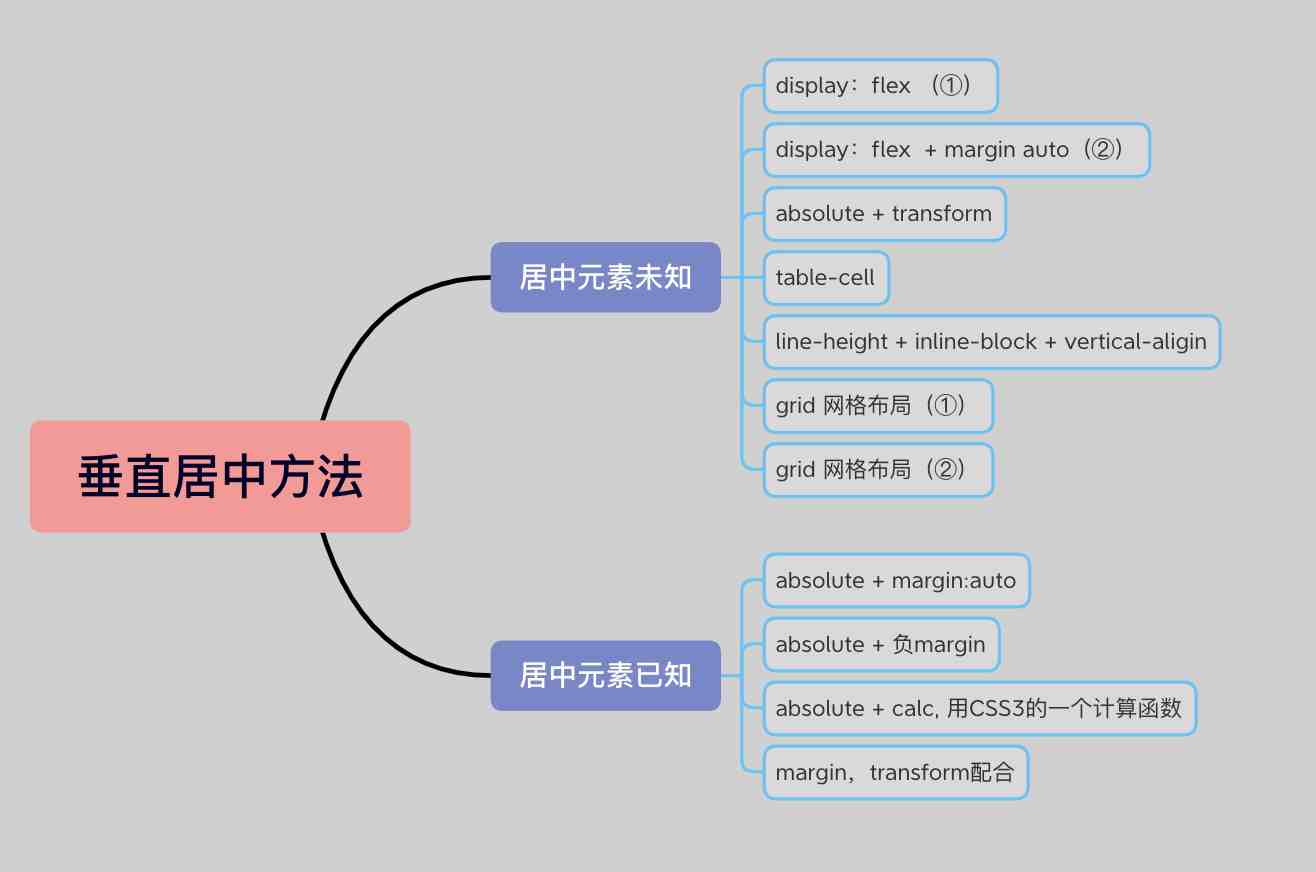 垂直居中方法
居中元素未知
display：flex （①）
display：flex + margin auto（②）
absolute + transform
table-cell
line-height + inline-block + vertical-aligin
grid 网格布局（①）
grid 网格布局（②）
居中元素已知
absolute + margin:auto
absolute + 负margin
absolute + calc, 用CSS3的一个计算函数
margin，transform配合